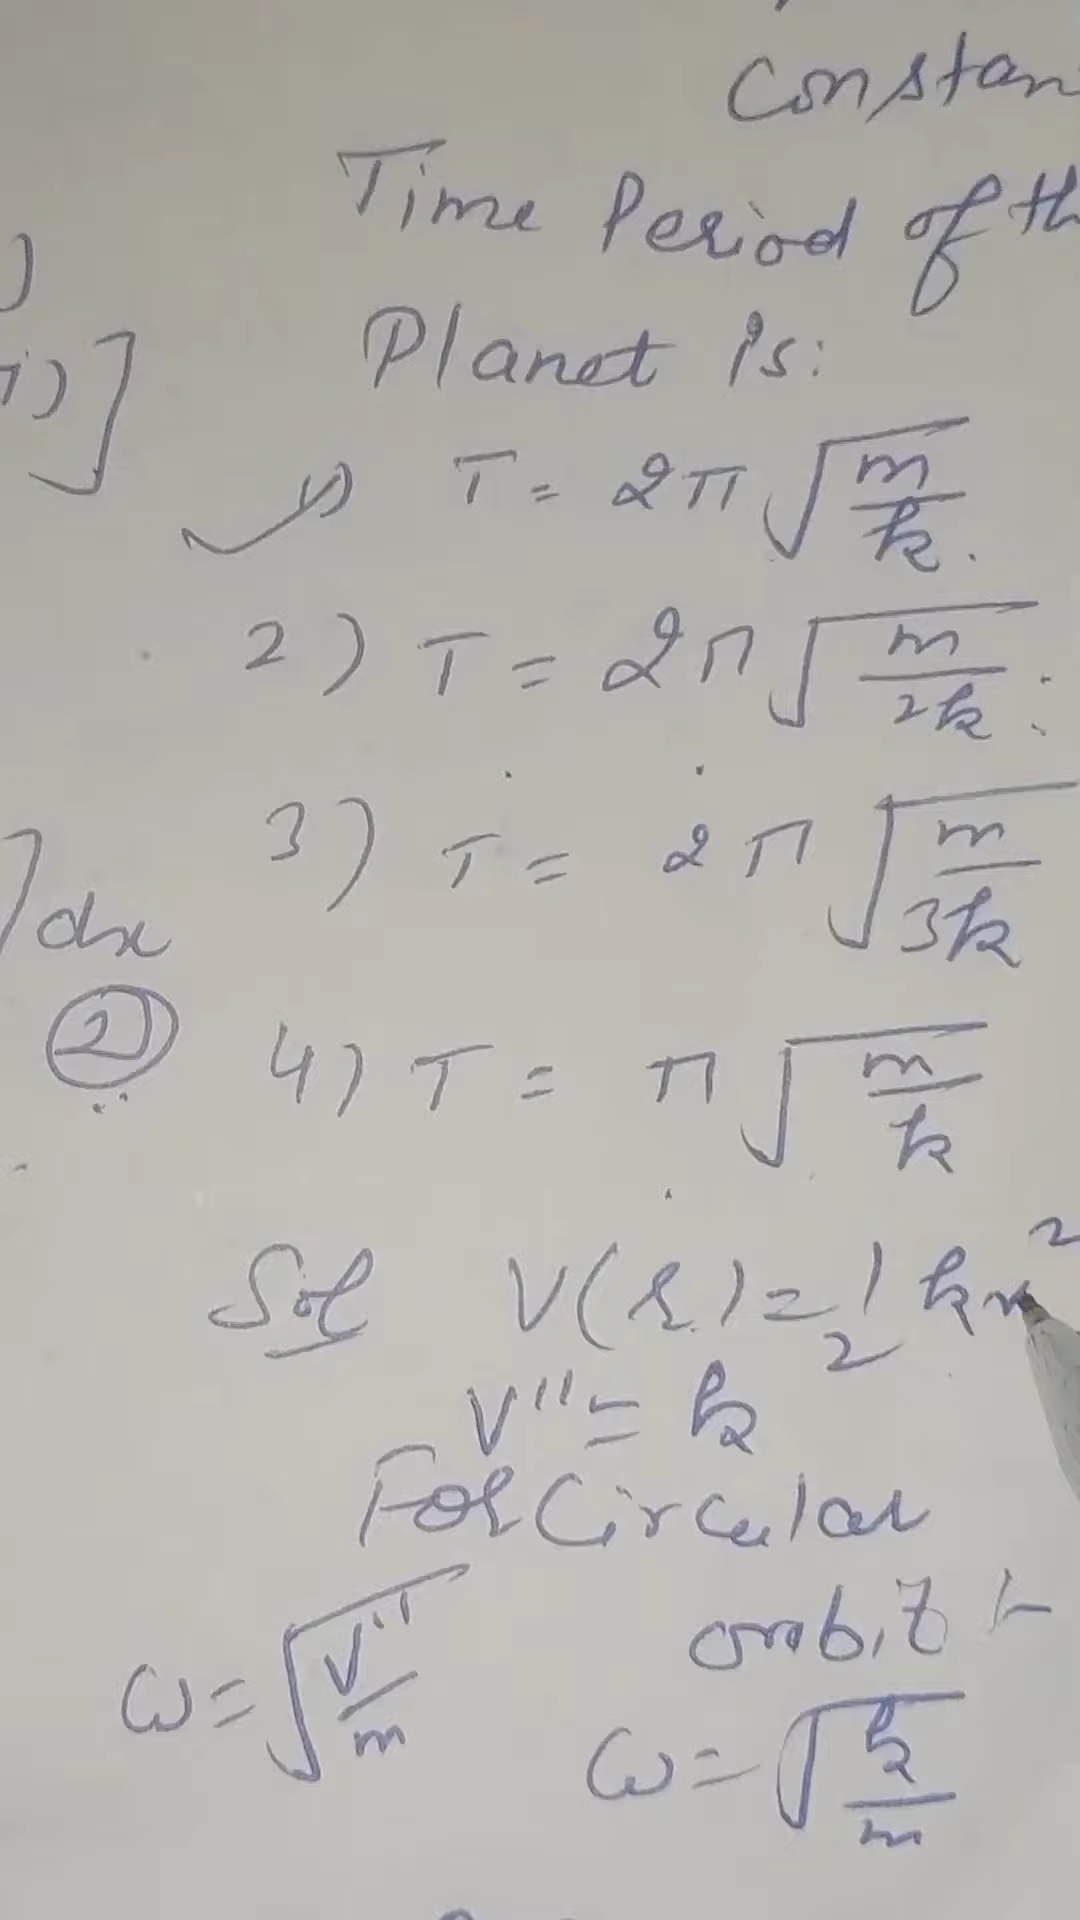 Constan
Time Period of th
Planet is:
)
i)]
1) T = 2π √m/k.
2) T = 2π √m/2k :
3) T = 2π √m/3k
]dx
(2)
4) T = π √m/k
Sol V(r) = 1/2 kr²
V'' = k
For Circular
orbit :-
ω = √V''/m
ω = √k/m